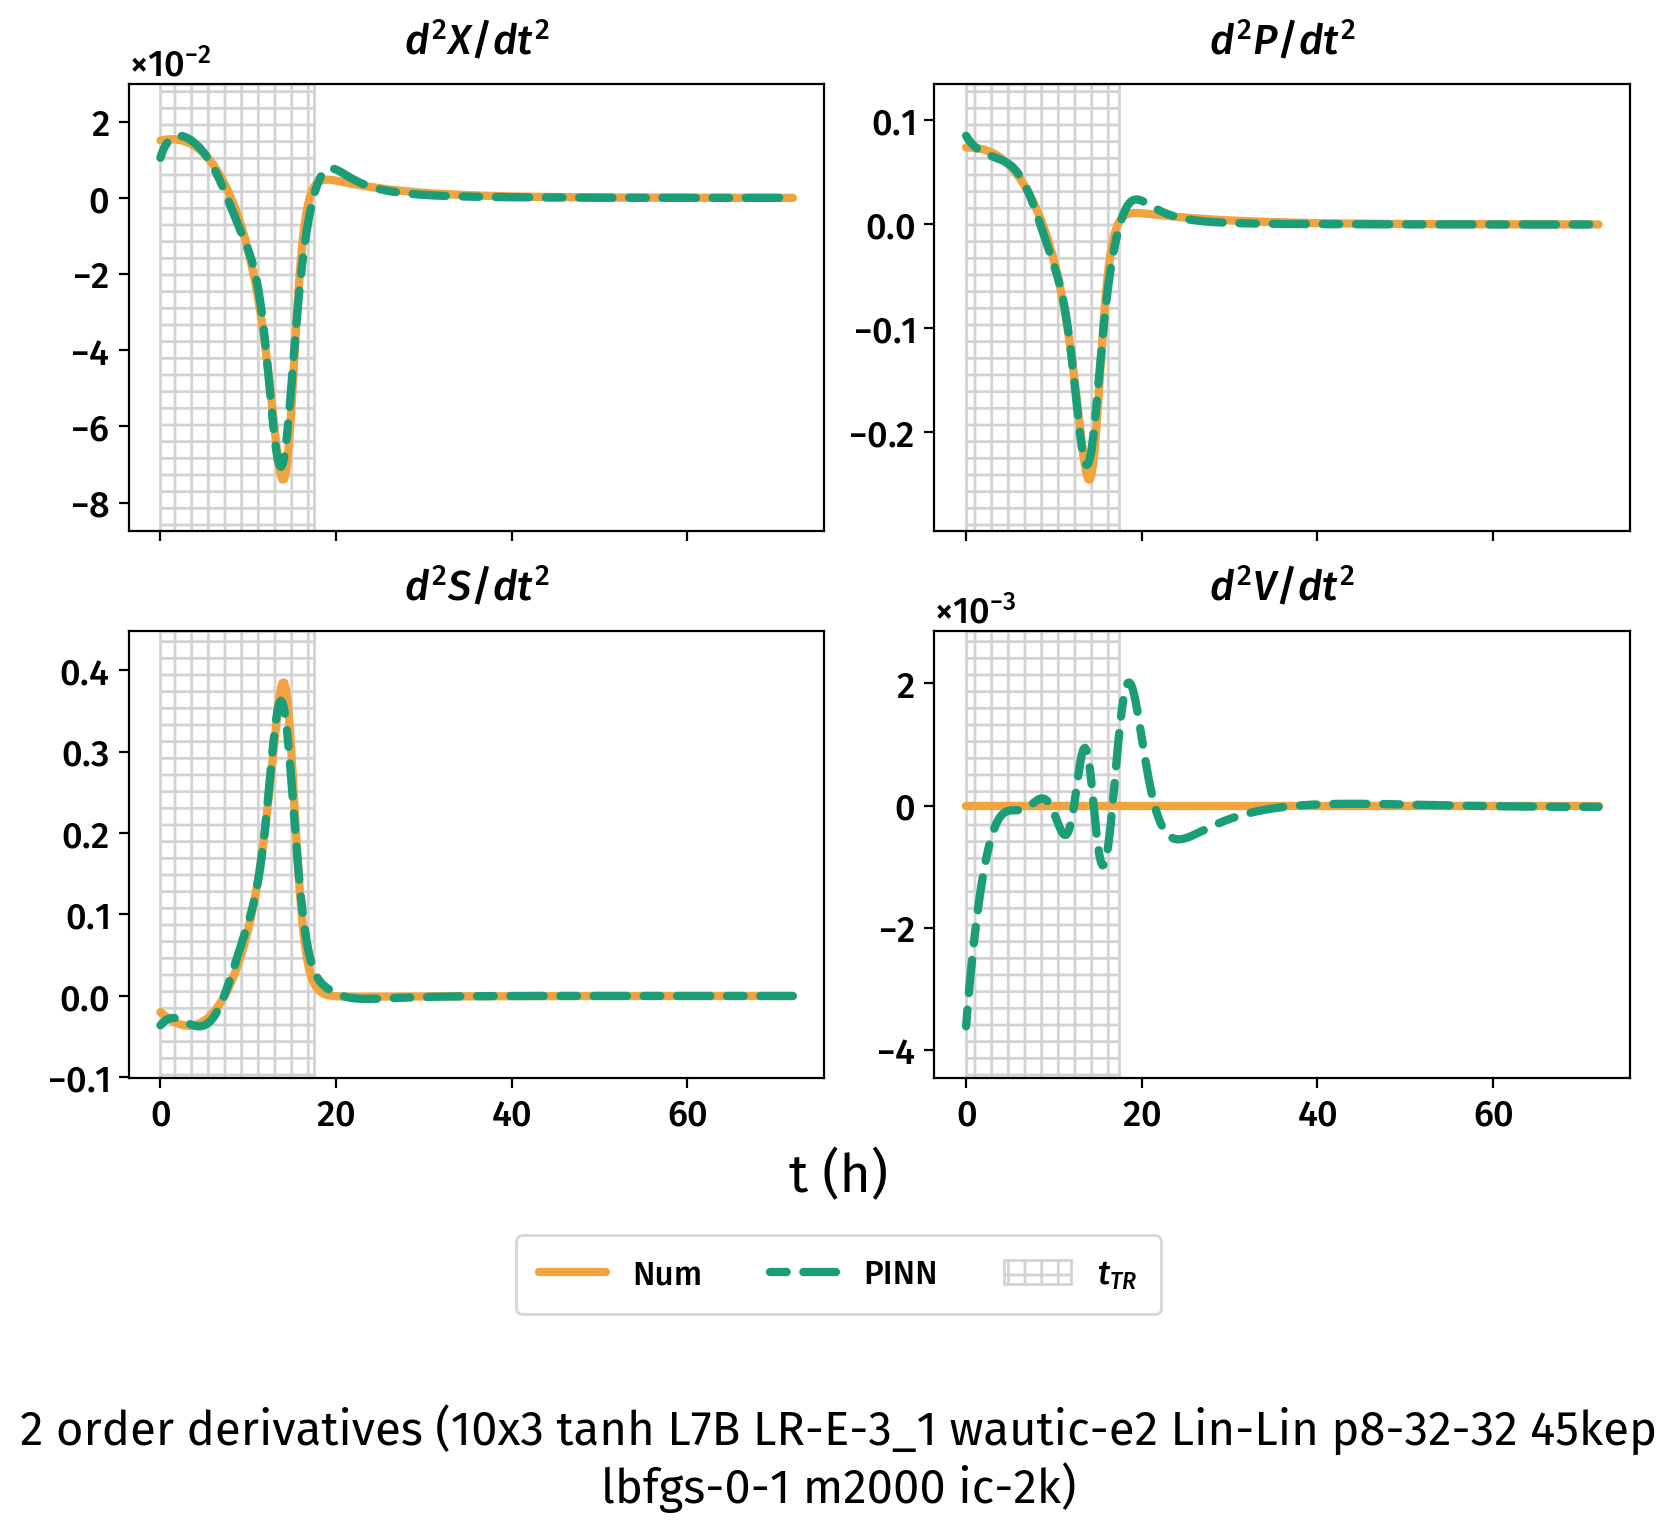 d²X/dt²
d²P/dt²
×10⁻²
2
0
−2
−4
−6
−8
0.1
0.0
−0.1
−0.2
d²S/dt²
d²V/dt²
×10⁻³
0.4
0.3
0.2
0.1
0.0
−0.1
2
0
−2
−4
0 20 40 60
0 20 40 60
t (h)
Num PINN t_TR
2 order derivatives (10x3 tanh L7B LR-E-3_1 wautic-e2 Lin-Lin p8-32-32 45kep
lbfgs-0-1 m2000 ic-2k)